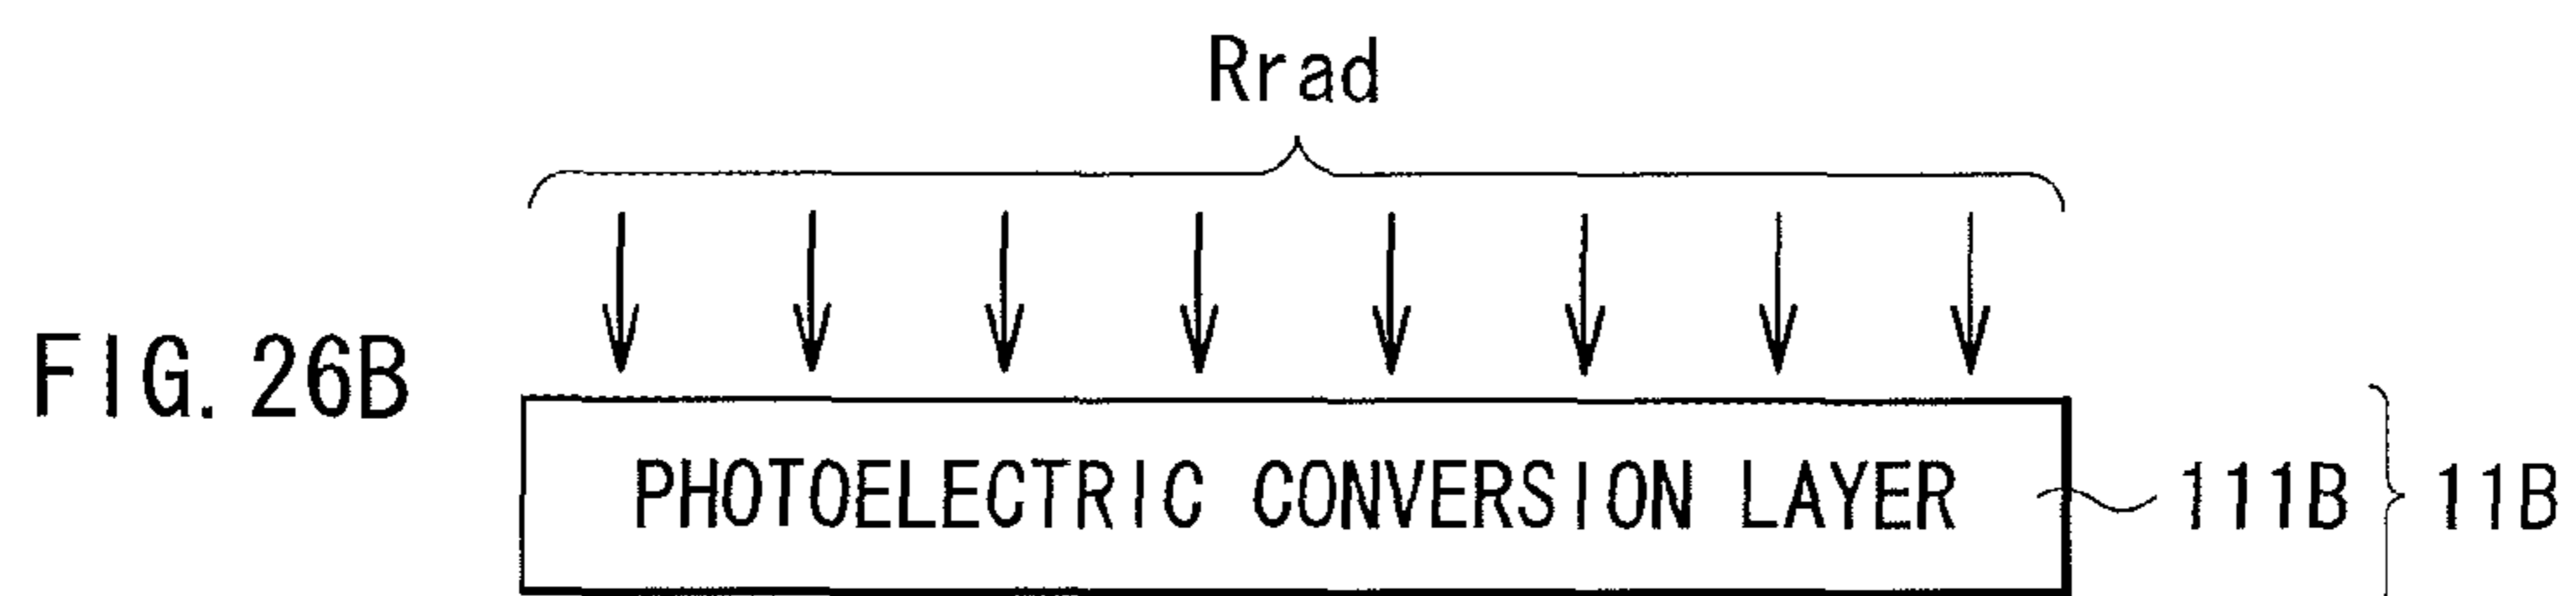 Rrad
FIG. 26B
PHOTOELECTRIC CONVERSION LAYER
111B
11B